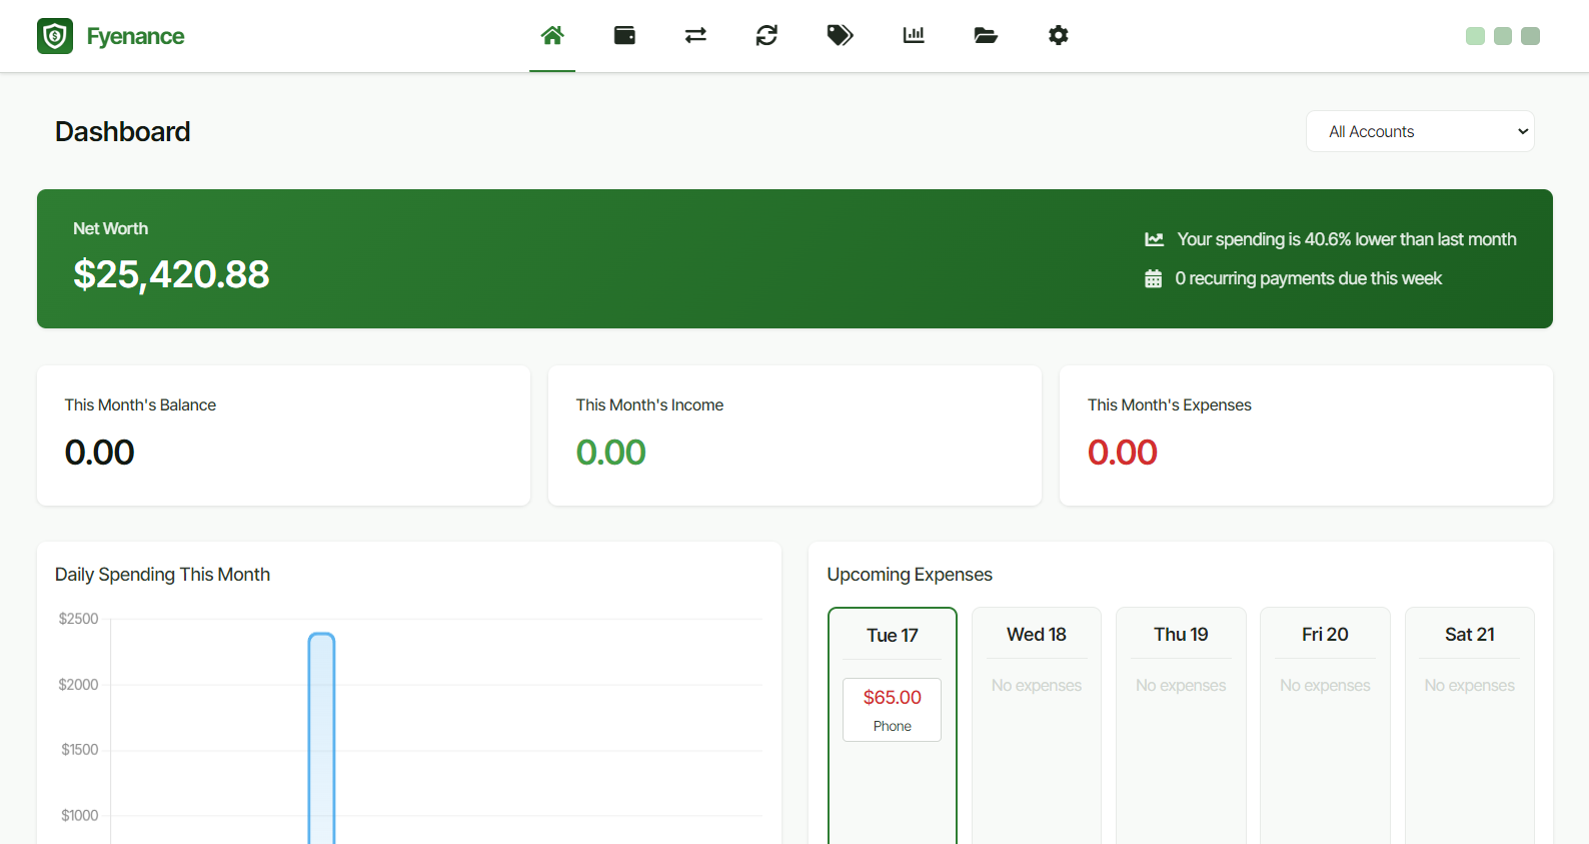 Fyenance
Dashboard
All Accounts
Net Worth
$25,420.88
Your spending is 40.6% lower than last month
0 recurring payments due this week
This Month's Balance
0.00
This Month's Income
0.00
This Month's Expenses
0.00
Daily Spending This Month
$2500
$2000
$1500
$1000
Upcoming Expenses
Tue 17
$65.00
Phone
Wed 18
No expenses
Thu 19
No expenses
Fri 20
No expenses
Sat 21
No expenses